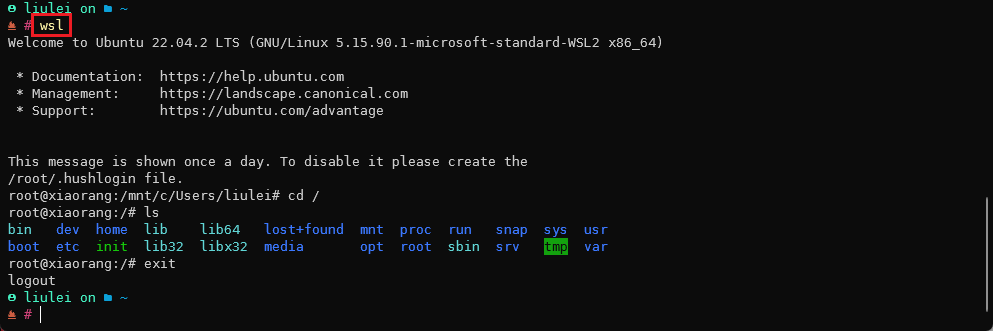 liulei on ~
# wsl
Welcome to Ubuntu 22.04.2 LTS (GNU/Linux 5.15.90.1-microsoft-standard-WSL2 x86_64)
* Documentation:  https://help.ubuntu.com
* Management:     https://landscape.canonical.com
* Support:        https://ubuntu.com/advantage
This message is shown once a day. To disable it please create the
/root/.hushlogin file.
root@xiaorang:/mnt/c/Users/liulei# cd /
root@xiaorang:/# ls
bin   dev  home  lib    lib64   lost+found  mnt  proc  run   snap  sys  usr
boot  etc  init  lib32  libx32  media       opt  root  sbin  srv   tmp  var
root@xiaorang:/# exit
logout
liulei on ~
#